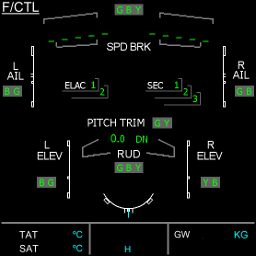 F/CTL
G B Y
SPD BRK
L
AIL
B G
R
AIL
G B
ELAC 1
2
SEC 1
2
3
PITCH TRIM G Y
0.0 DN
L
ELEV
B G
R
ELEV
Y B
RUD
G B Y
TAT °C
SAT °C
H
GW KG